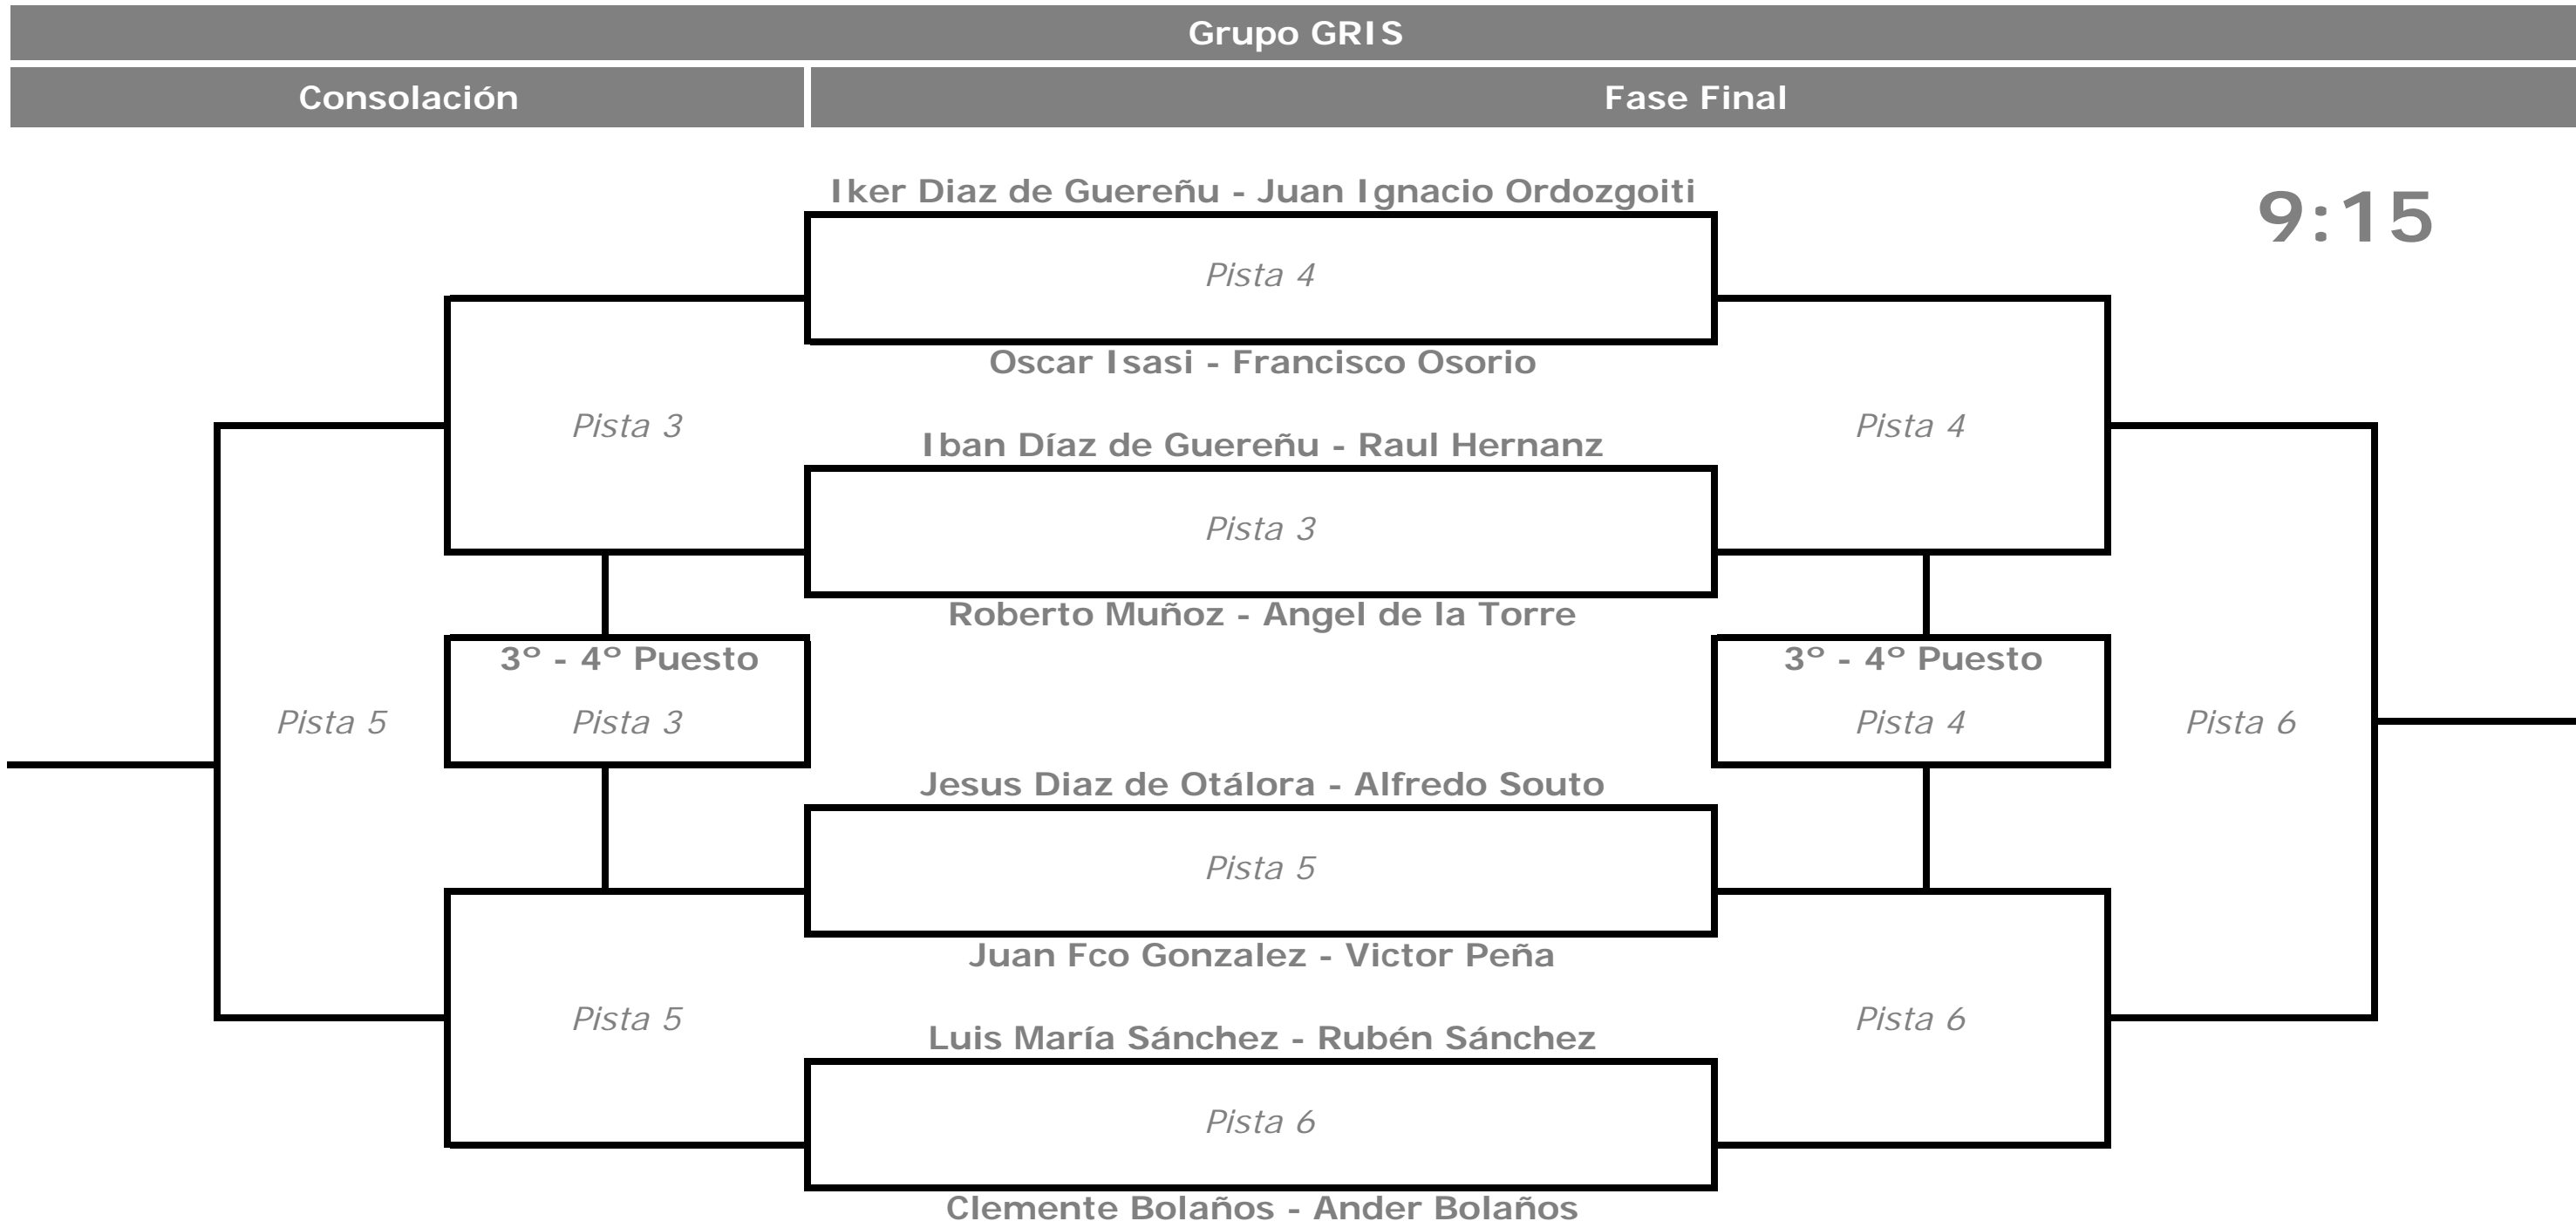 Grupo GRIS
Consolación
Fase Final
Iker Diaz de Guereñu - Juan Ignacio Ordozgoiti
9:15
Pista 4
Oscar Isasi - Francisco Osorio
Pista 3
Pista 4
Iban Díaz de Guereñu - Raul Hernanz
Pista 3
Roberto Muñoz - Angel de la Torre
3º - 4º Puesto
3º - 4º Puesto
Pista 5
Pista 3
Pista 4
Pista 6
Jesus Diaz de Otálora - Alfredo Souto
Pista 5
Juan Fco Gonzalez - Victor Peña
Pista 5
Pista 6
Luis María Sánchez - Rubén Sánchez
Pista 6
Clemente Bolaños - Ander Bolaños